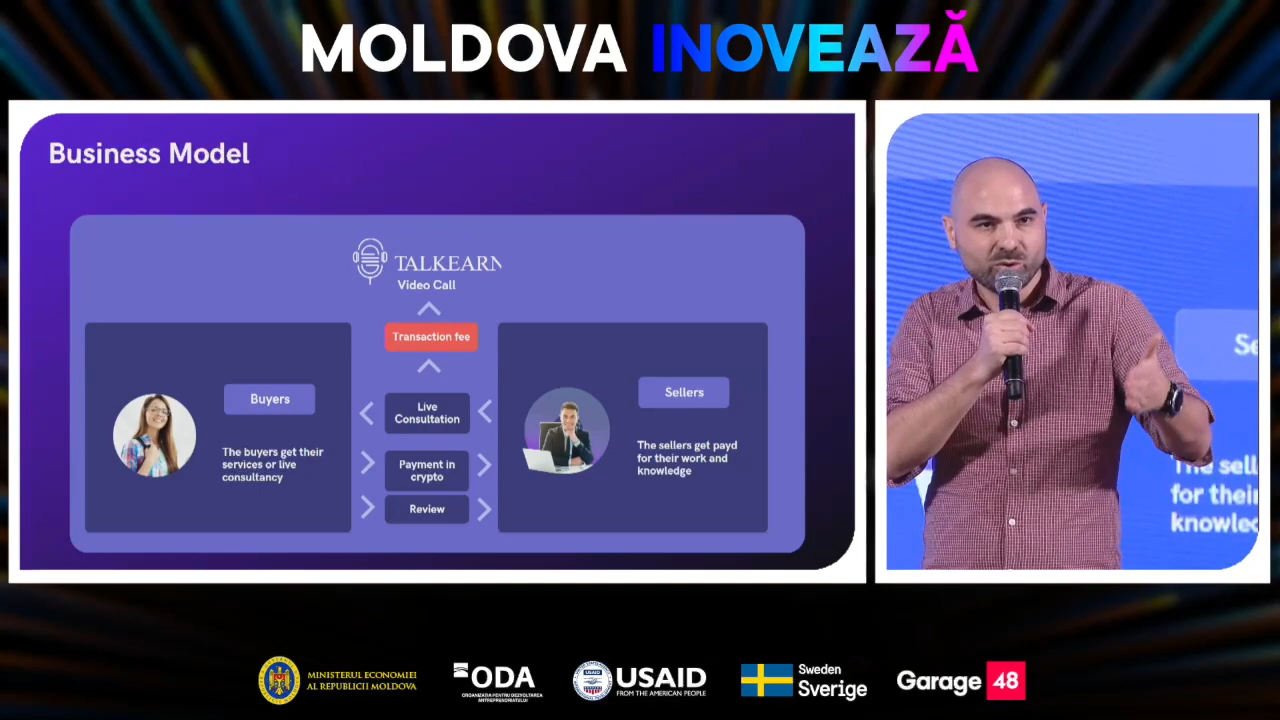 MOLDOVA INOVEAZĂ
Business Model
TALKEARN
Video Call
Transaction fee
Buyers
The buyers get their
services or live
consultancy
Live
Consultation
Payment in
crypto
Review
Sellers
The sellers get payd
for their work and
knowledge
Se
The sell
for their
knowled
MINISTERUL ECONOMIEI
AL REPUBLICII MOLDOVA
ODA
ORGANIZAȚIA PENTRU DEZVOLTAREA
ANTREPRENORIATULUI
USAID
USAID
FROM THE AMERICAN PEOPLE
Sweden
Sverige
Garage 48